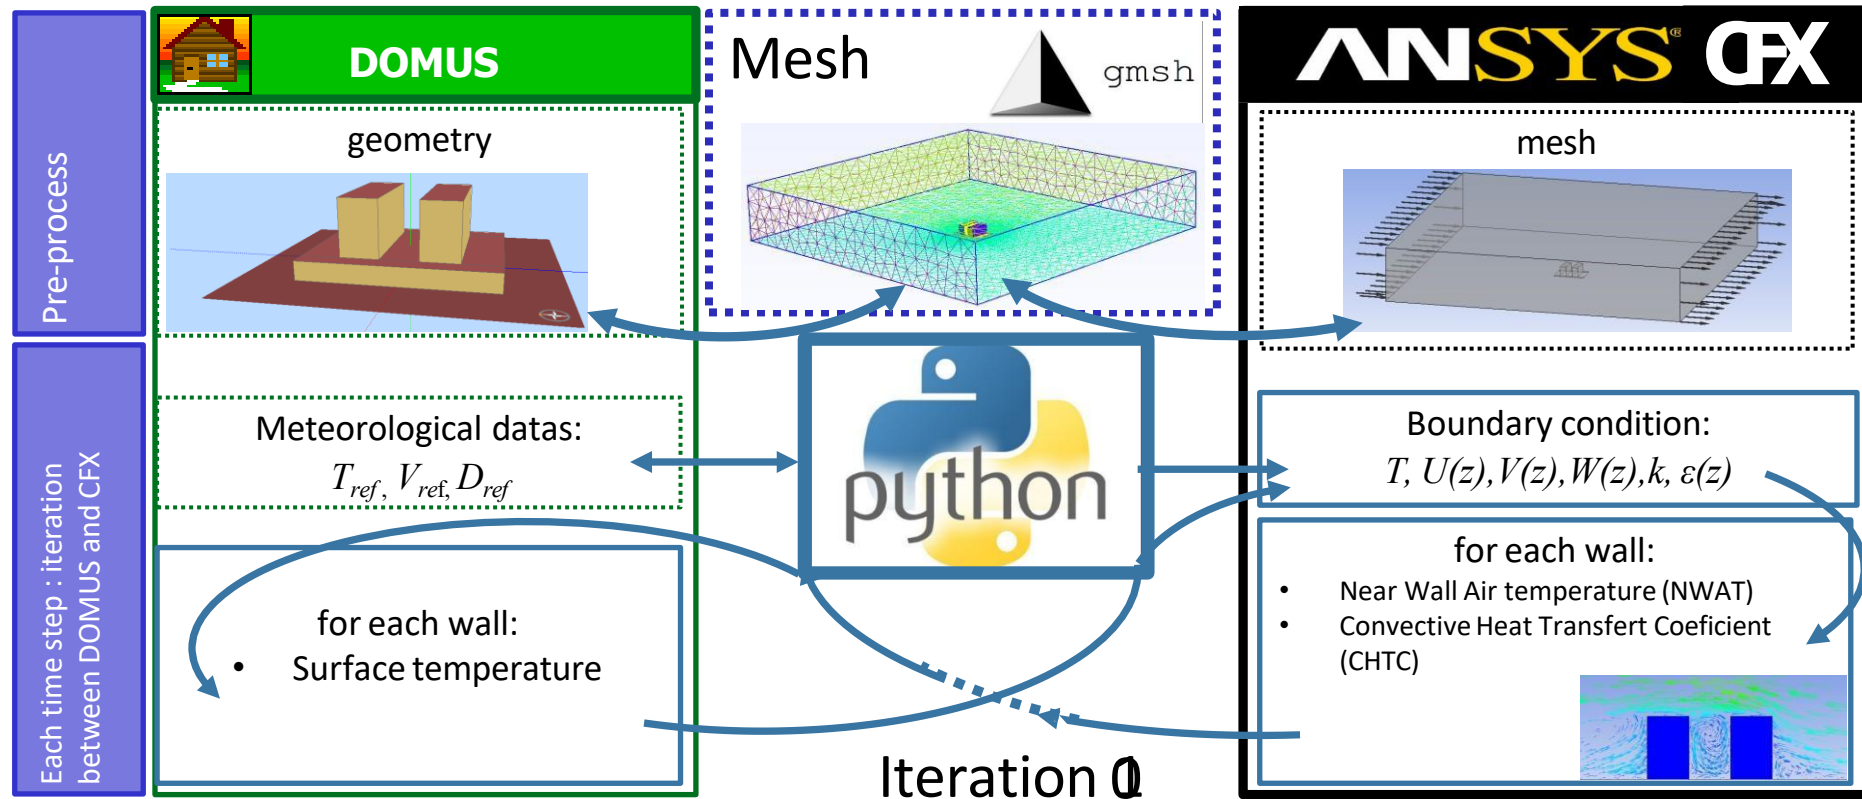 Pre-process
Each time step : iteration
between DOMUS and CFX
DOMUS
geometry
Meteorological datas:
T_ref, V_ref, D_ref
for each wall:
• Surface temperature
Mesh
gmsh
python
Iteration
ANSYS® CFX
mesh
Boundary condition:
T, U(z),V(z),W(z),k, ε(z)
for each wall:
• Near Wall Air temperature (NWAT)
• Convective Heat Transfert Coeficient
(CHTC)